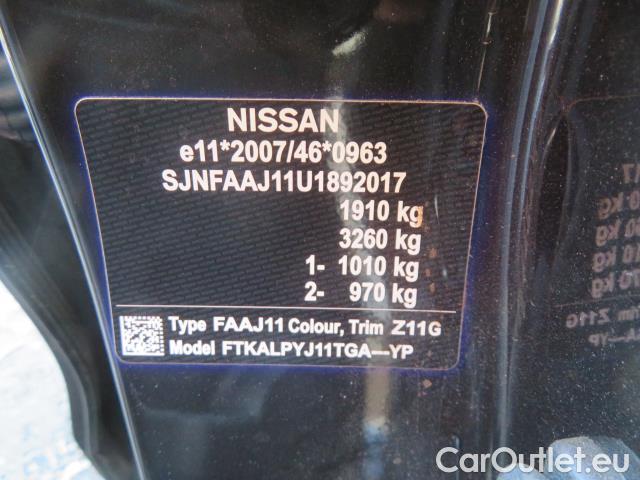 NISSAN
e11*2007/46*0963
SJNFAAJ11U1892017
1910 kg
3260 kg
1- 1010 kg
2- 970 kg
Type FAAJ11 Colour, Trim Z11G
Model FTKALPYJ11TGA---YP
CarOutlet.eu